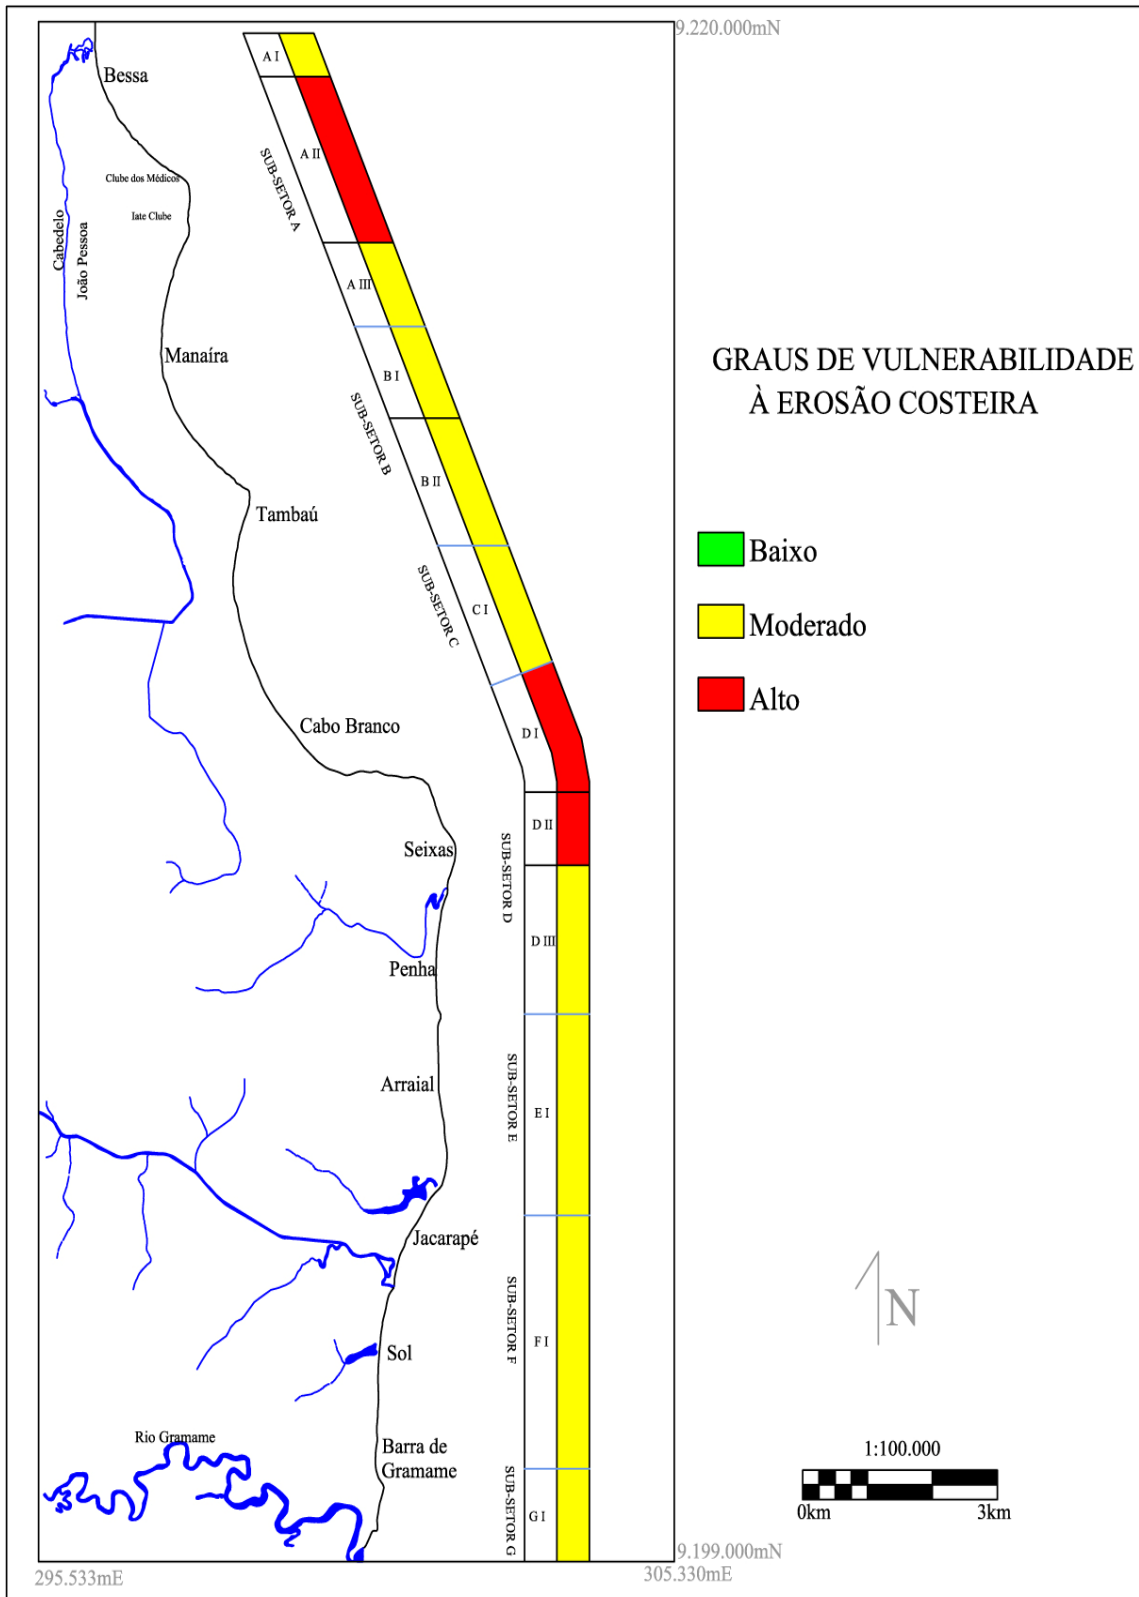 9.220.000mN
A I
Bessa
A II
SUB-SETOR A
Clube dos Médicos
Iate Clube
Cabedelo
João Pessoa
A III
Manaíra
GRAUS DE VULNERABILIDADE
À EROSÃO COSTEIRA
B I
SUB-SETOR B
B II
Tambaú
Baixo
SUB-SETOR C
C I
Moderado
Alto
Cabo Branco
D I
D II
Seixas
SUB-SETOR D
D III
Penha
Arraial
SUB-SETOR E
E I
Jacarapé
N
SUB-SETOR F
F I
Sol
Rio Gramame
Barra de
Gramame
1:100.000
0km
3km
SUB-SETOR G
G I
9.199.000mN
295.533mE
305.330mE